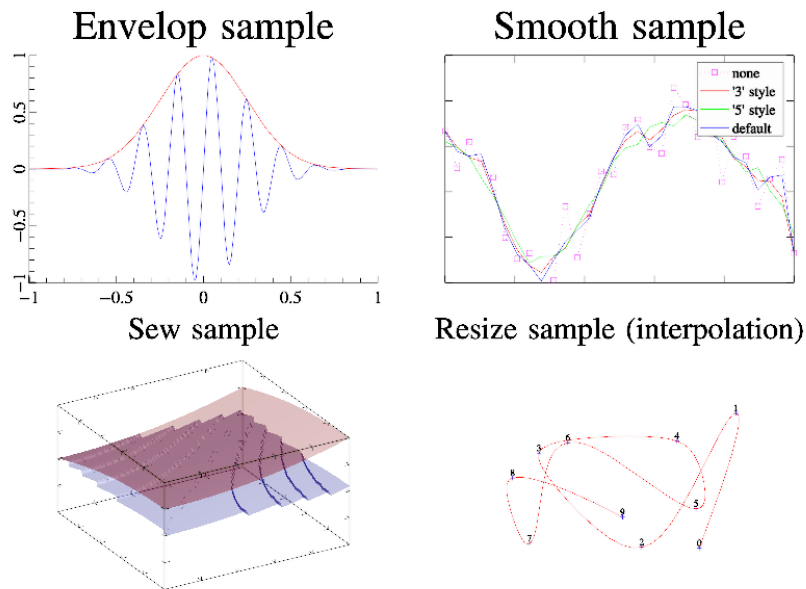 Envelop sample
Smooth sample
1
0.5
0
−0.5
−1
−1
−0.5
0
0.5
1
none
'3' style
'5' style
default
Sew sample
Resize sample (interpolation)
1
3
6
4
8
5
9
7
2
0